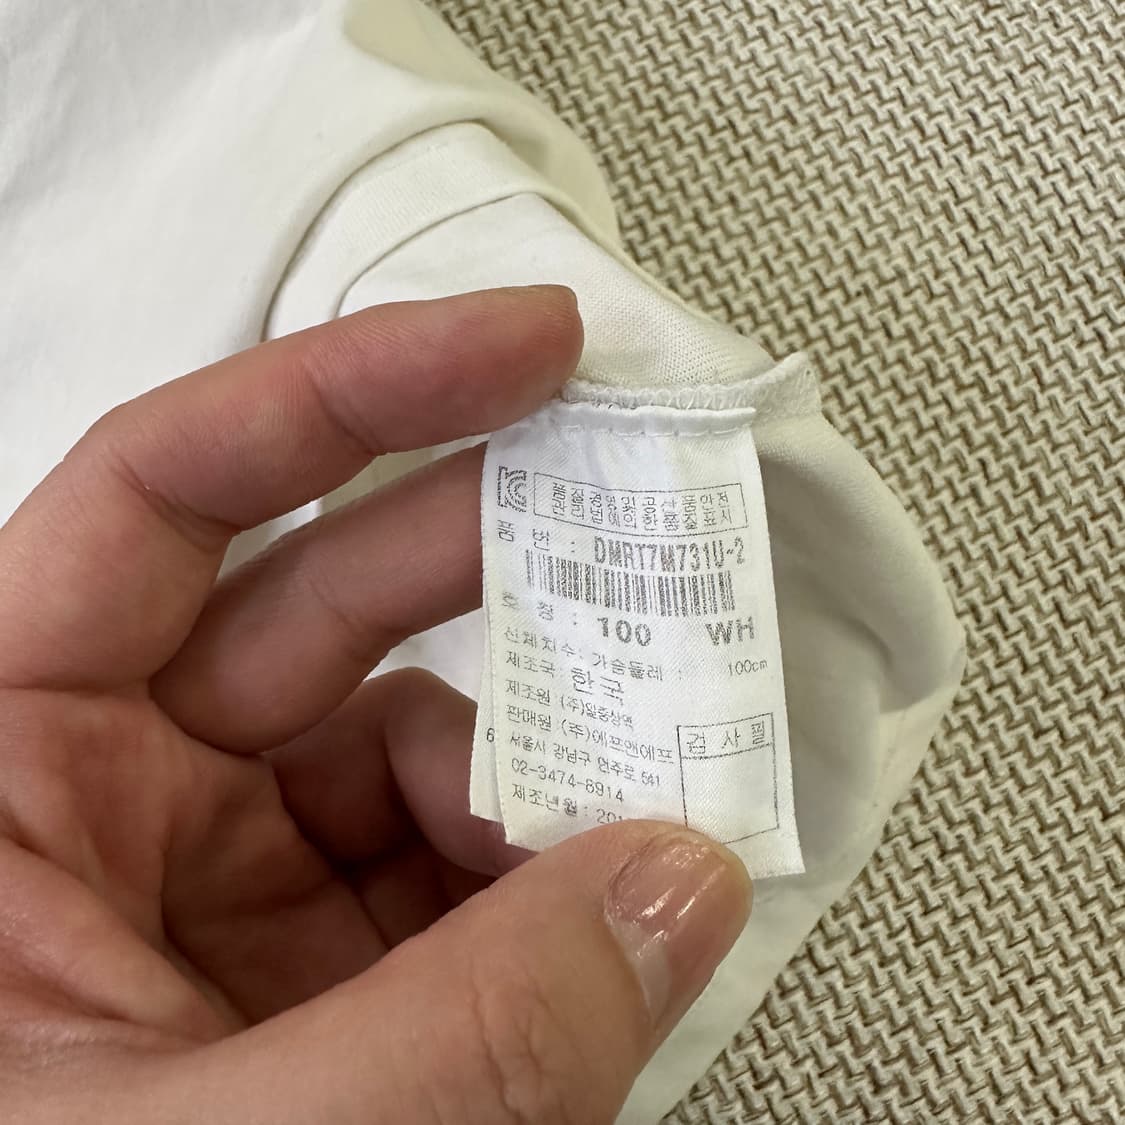 품질경영및공산품안전
관리법에의한품질표시
품 번 : DMRT7M731U-2
호 칭 : 100 WH
신체치수: 가슴둘레 : 100cm
제조국 : 한국
제조원 (주)일중상역
판매원 (주)에프앤에프
서울시 강남구 언주로 541
02-3474-6914
제조년월 : 201
검 사 필
6